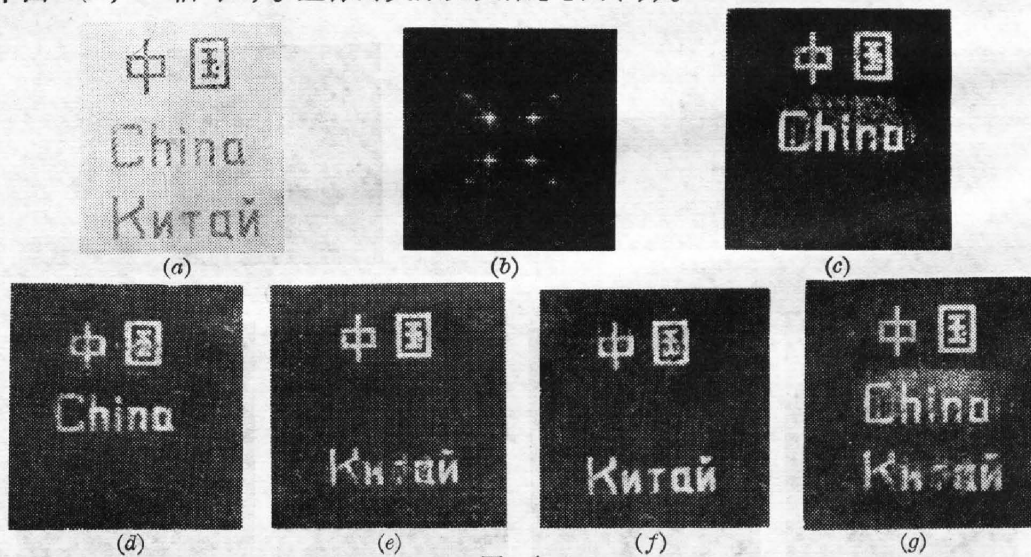 中国
China
Китай
(a)
(b)
中国
China
(c)
中国
China
(d)
中国
Китай
(e)
中国
Китай
(f)
中国
China
Китай
(g)